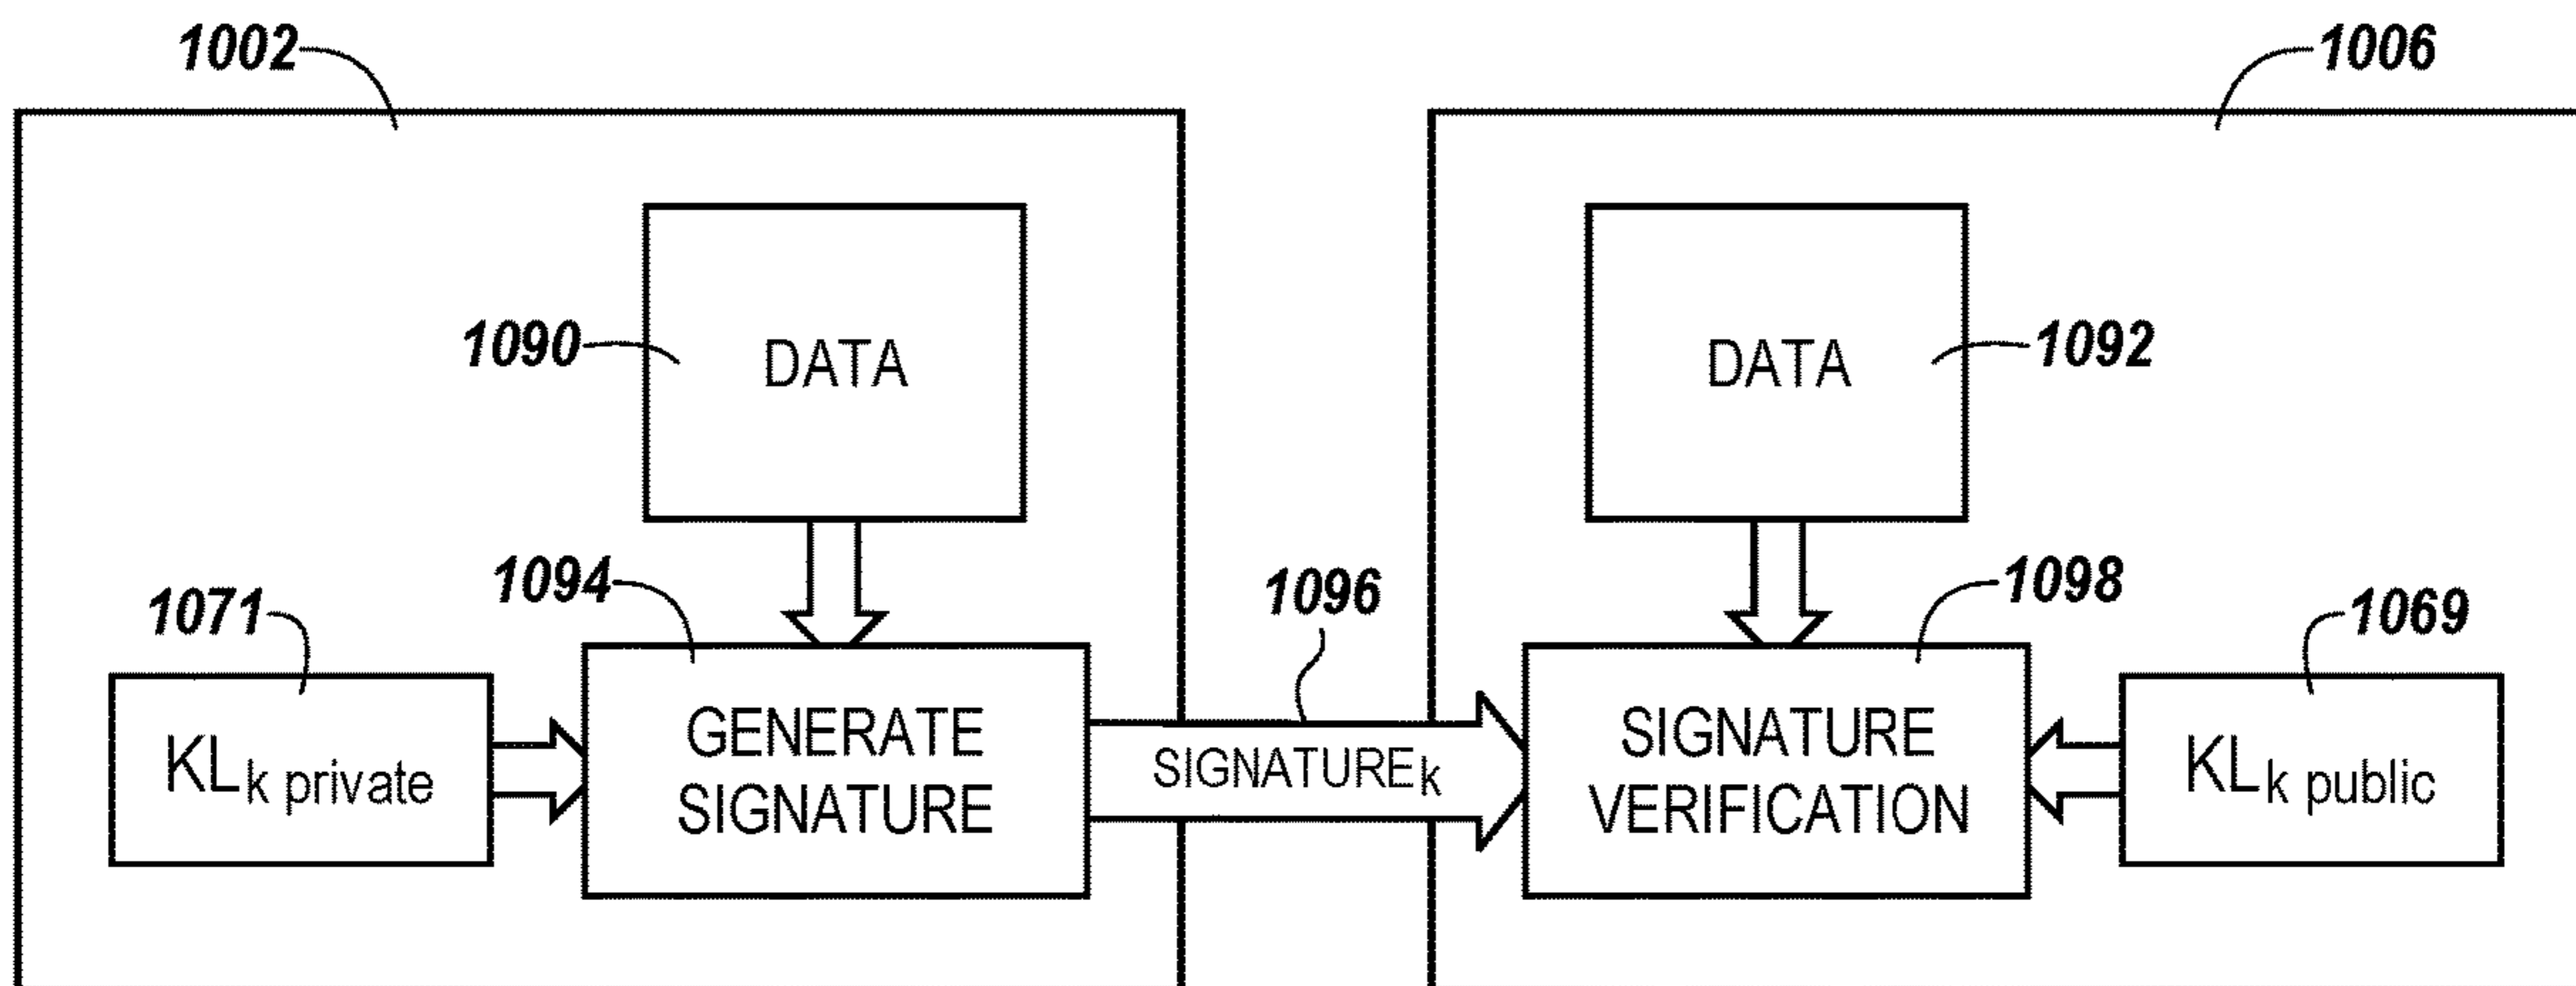 1002
1006
1090
DATA
DATA
1092
1094
1096
1098
1071
1069
KLk private
GENERATE
SIGNATURE
SIGNATUREk
SIGNATURE
VERIFICATION
KLk public